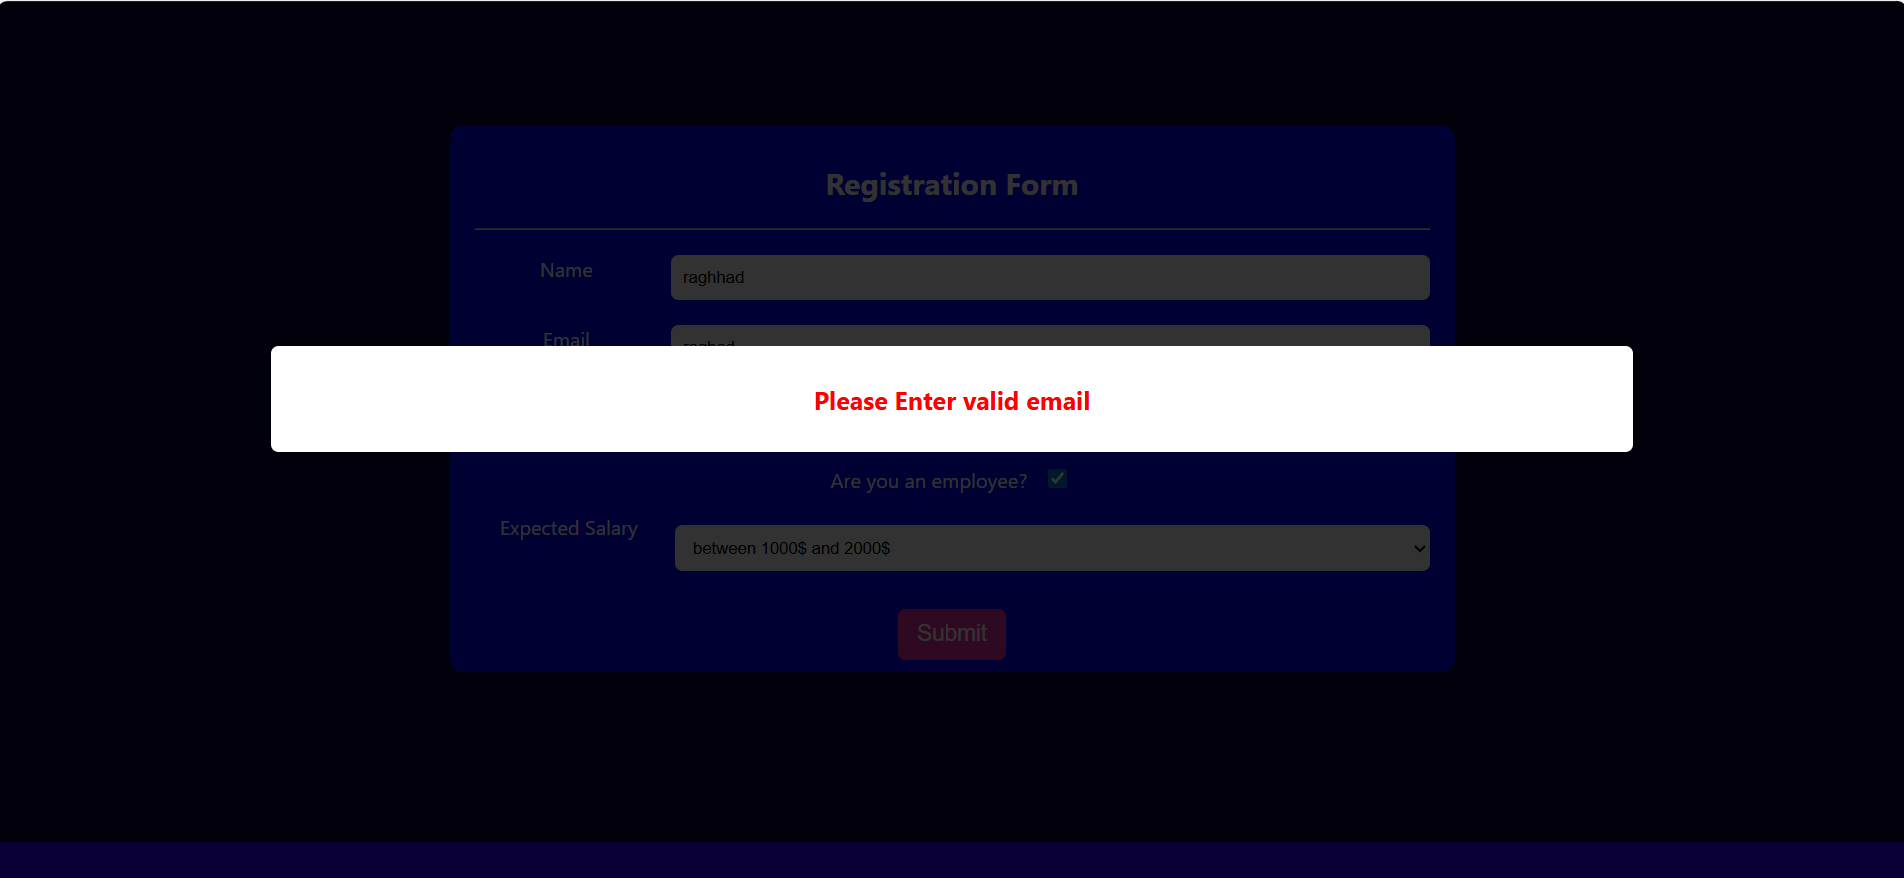 Registration Form
Name
raghhad
Email
raghad
Please Enter valid email
Are you an employee?
Expected Salary
between 1000$ and 2000$
Submit